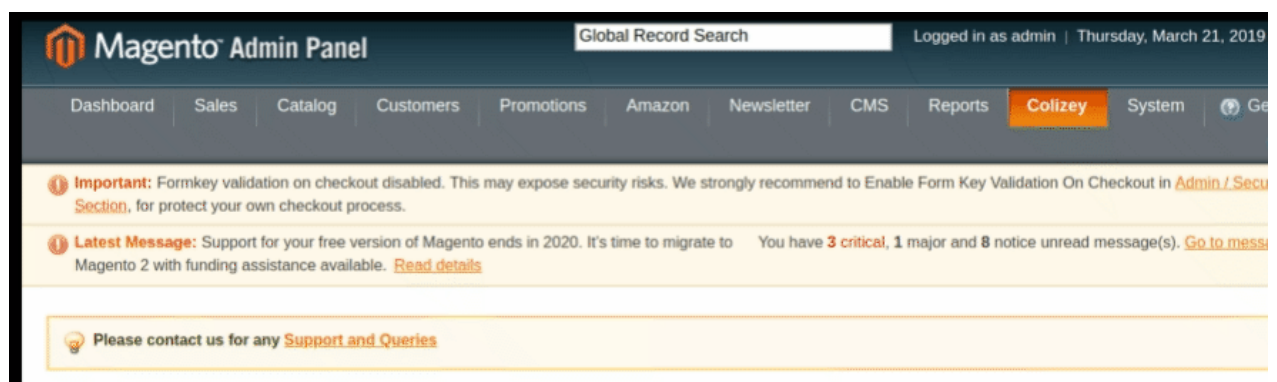 Magento Admin Panel
Global Record Search
Logged in as admin | Thursday, March 21, 2019
Dashboard Sales Catalog Customers Promotions Amazon Newsletter CMS Reports Colizey System
Important: Formkey validation on checkout disabled. This may expose security risks. We strongly recommend to Enable Form Key Validation On Checkout in Admin /
Section, for protect your own checkout process.
Latest Message: Support for your free version of Magento ends in 2020. It's time to migrate to
Magento 2 with funding assistance available. Read details
You have 3 critical, 1 major and 8 notice unread message(s). Go to
Please contact us for any Support and Queries